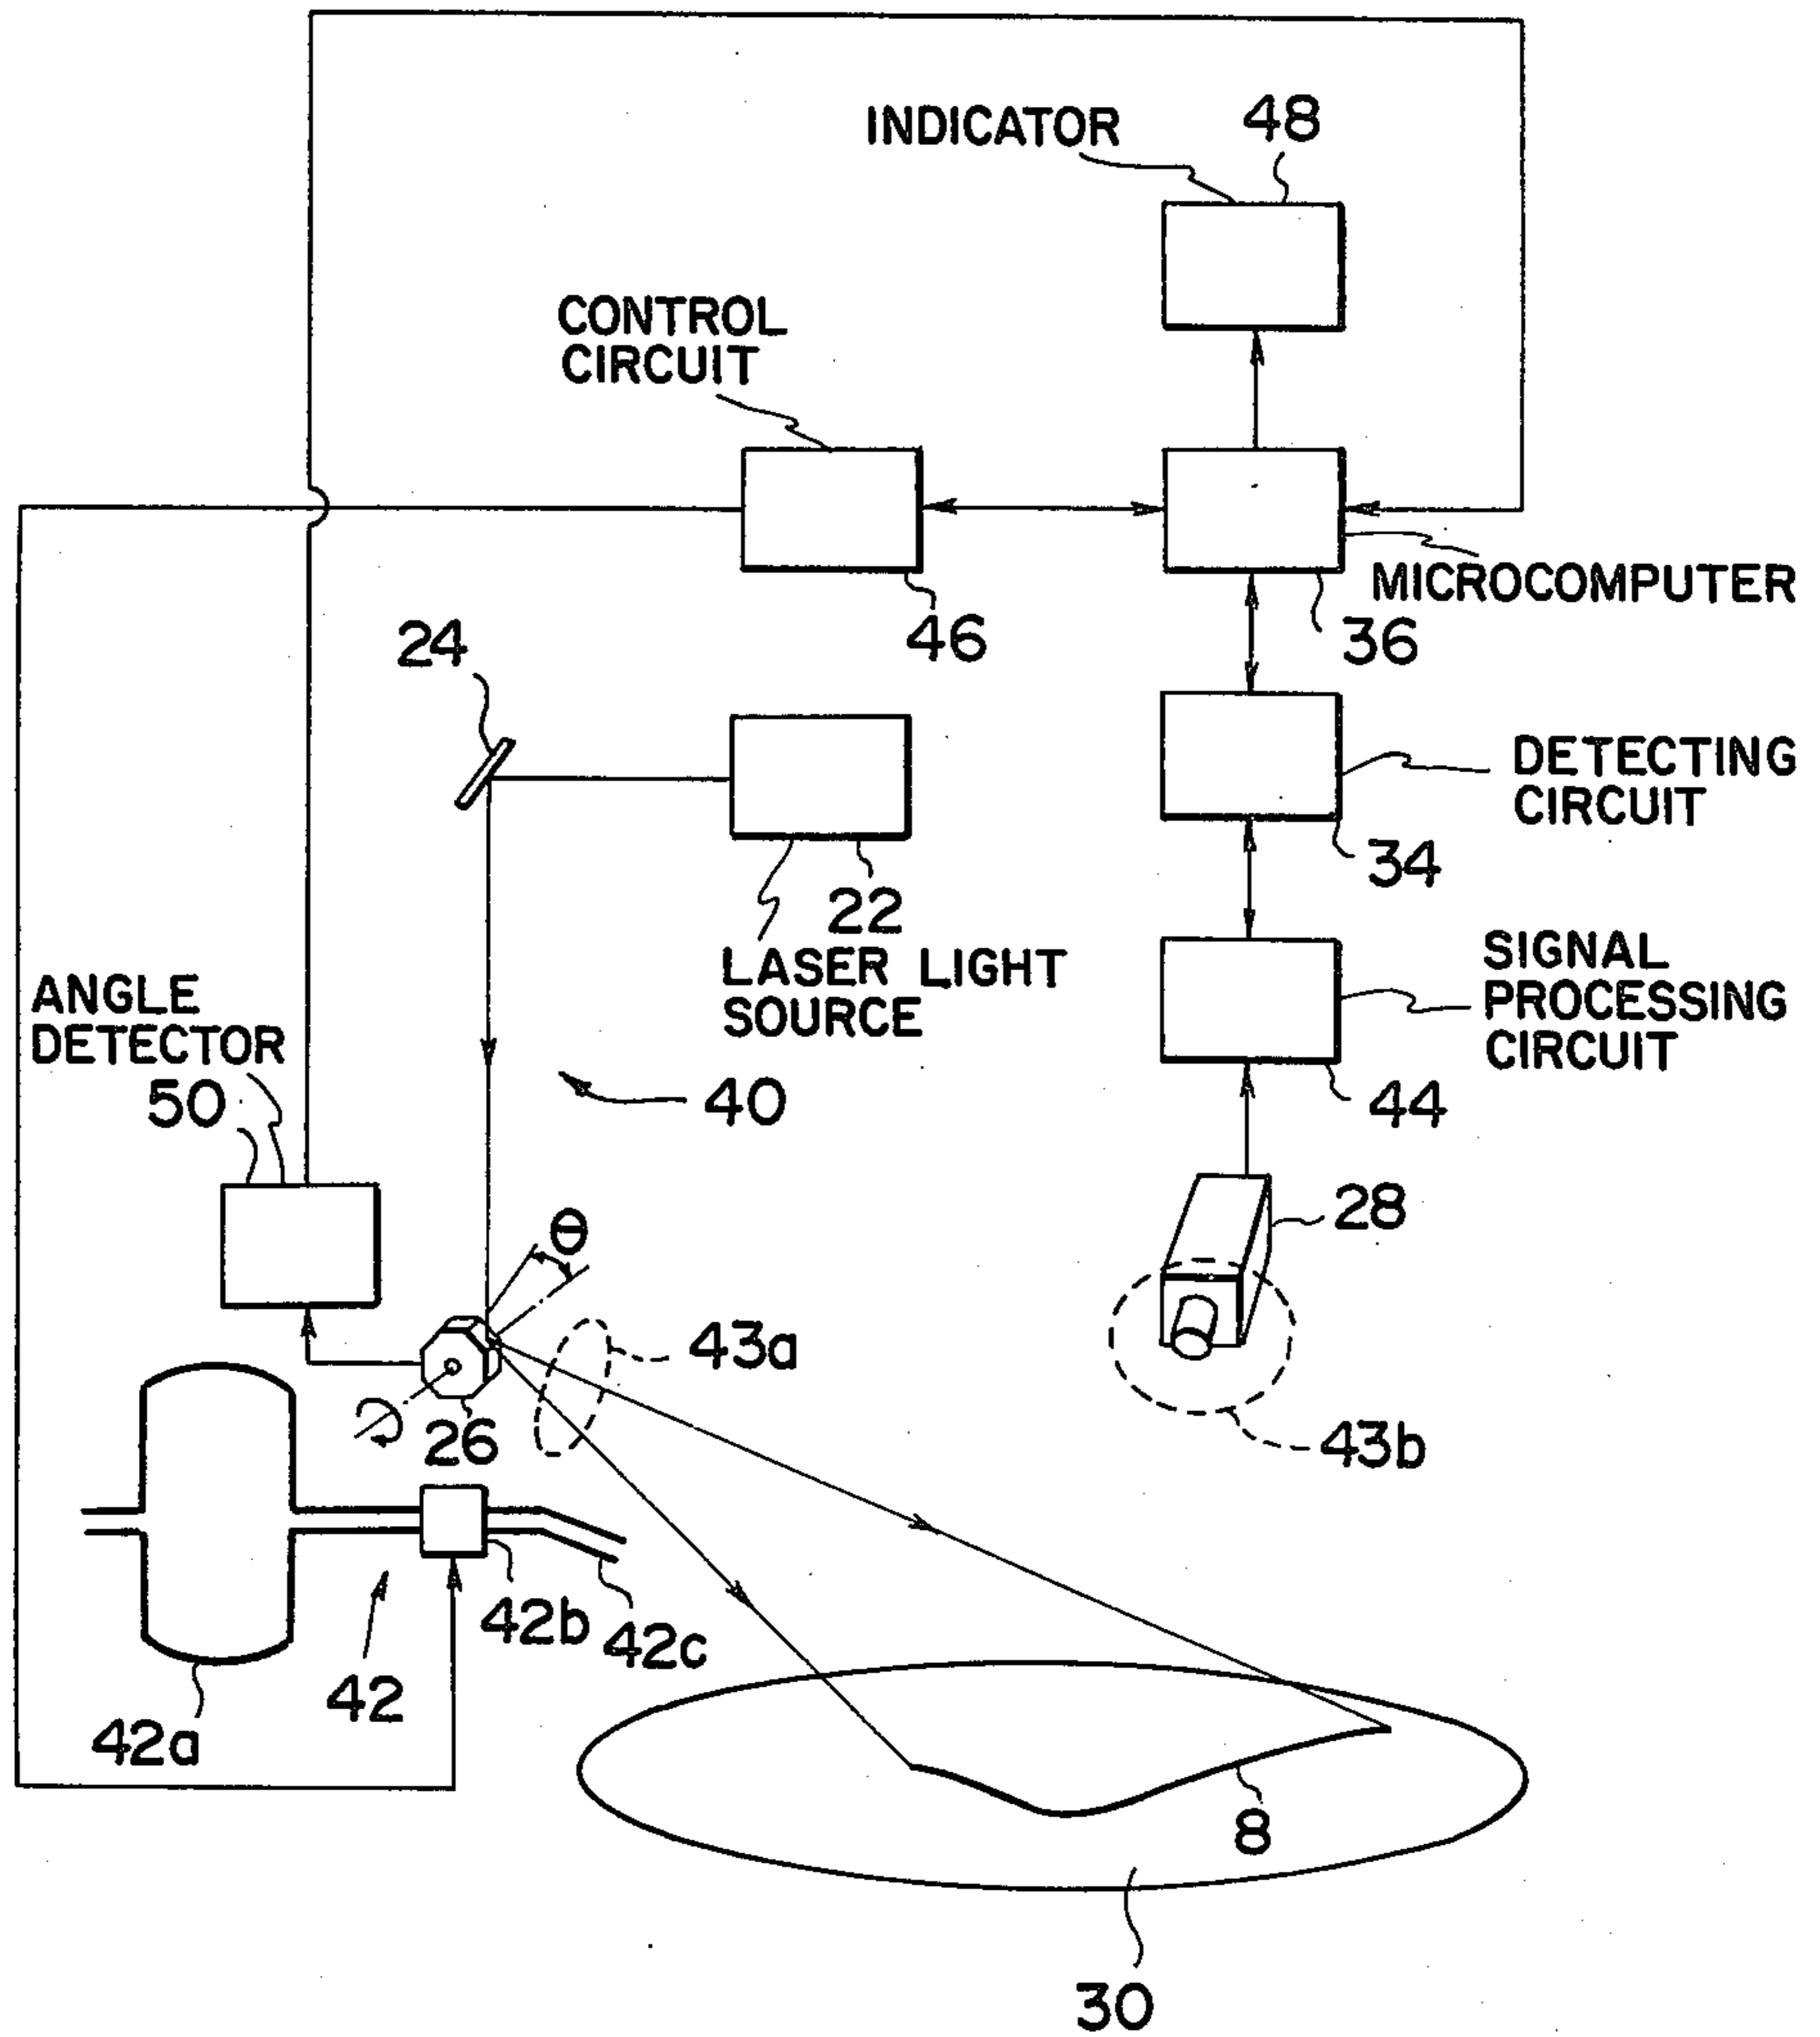 INDICATOR
48
CONTROL
CIRCUIT
MICROCOMPUTER
46
36
24
DETECTING
CIRCUIT
34
22
LASER LIGHT
SOURCE
SIGNAL
PROCESSING
CIRCUIT
44
ANGLE
DETECTOR
50
40
28
θ
43a
43b
26
42b
42c
42
42a
8
30